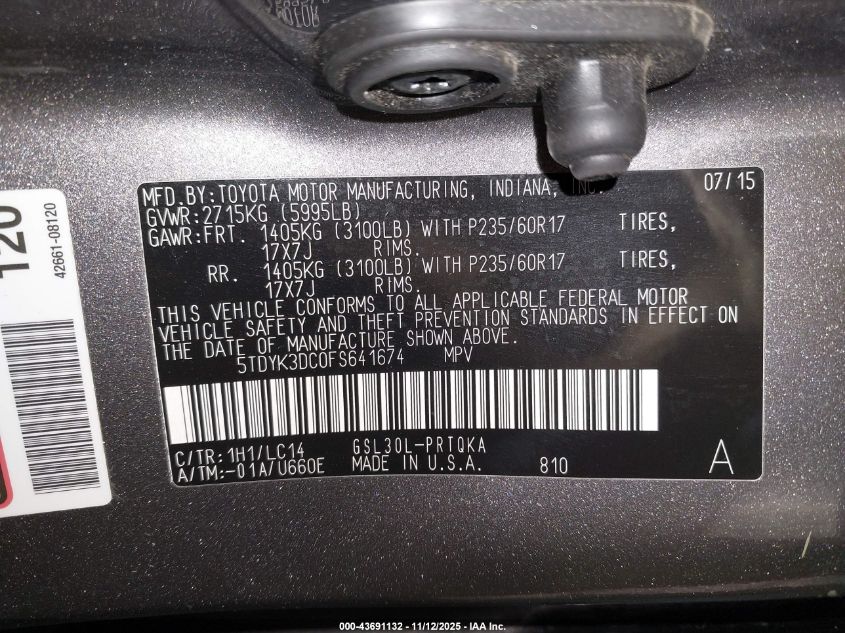 MOTOR
120
42661-08120
MFD.BY:TOYOTA MOTOR MANUFACTURING, INDIANA, INC. 07/15
GVWR:2715KG (5995LB)
GAWR:FRT. 1405KG (3100LB) WITH P235/60R17 TIRES,
17X7J RIMS.
RR. 1405KG (3100LB) WITH P235/60R17 TIRES,
17X7J RIMS.
THIS VEHICLE CONFORMS TO ALL APPLICABLE FEDERAL MOTOR
VEHICLE SAFETY AND THEFT PREVENTION STANDARDS IN EFFECT ON
THE DATE OF MANUFACTURE SHOWN ABOVE.
5TDYK3DC0FS641674 MPV
C/TR:1H1/LC14 GSL30L-PRTQKA
A/TM:-01A/U660E MADE IN U.S.A. 810 A
000-43691132 - 11/12/2025 - IAA Inc.